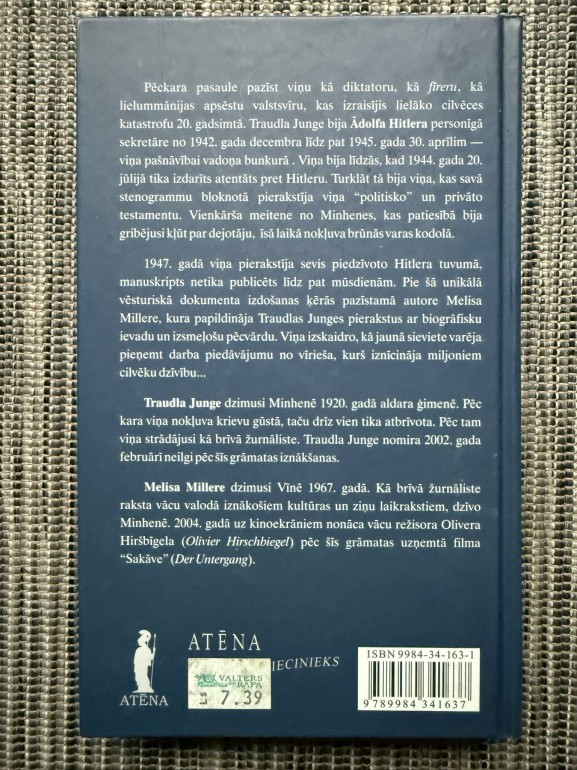 Pēckara pasaule pazīst viņu kā diktatoru, kā fīreru, kā
lielummānijas apsēstu valstsvīru, kas izraisījis lielāko cilvēces
katastrofu 20. gadsimtā. Traudla Junge bija Ādolfa Hitlera personīgā
sekretāre no 1942. gada decembra līdz pat 1945. gada 30. aprīlim —
viņa pašnāvībai vadoņa bunkurā . Viņa bija līdzās, kad 1944. gada 20.
jūlijā tika izdarīts atentāts pret Hitleru. Turklāt tā bija viņa, kas savā
stenogrammu bloknotā pierakstīja viņa “politisko” un privāto
testamentu. Vienkārša meitene no Minhenes, kas patiesībā bija
gribējusi kļūt par dejotāju, īsā laikā nokļuva brūnās varas kodolā.
1947. gadā viņa pierakstīja sevis piedzīvoto Hitlera tuvumā,
manuskripts netika publicēts līdz pat mūsdienām. Pie šā unikālā
vēsturiskā dokumenta izdošanas ķērās pazīstamā autore Melisa
Millere, kura papildināja Traudlas Junges pierakstus ar biogrāfisku
ievadu un izsmeļošu pēcvārdu. Viņa izskaidro, kā jaunā sieviete varēja
pieņemt darba piedāvājumu no vīrieša, kurš iznīcināja miljoniem
cilvēku dzīvību...
Traudla Junge dzimusi Minhenē 1920. gadā aldara ģimenē. Pēc
kara viņa nokļuva krievu gūstā, taču drīz vien tika atbrīvota. Pēc tam
viņa strādājusi kā brīvā žurnāliste. Traudla Junge nomira 2002. gada
februārī neilgi pēc šīs grāmatas iznākšanas.
Melisa Millere dzimusi Vīnē 1967. gadā. Kā brīvā žurnāliste
raksta vācu valodā iznākošiem kultūras un ziņu laikrakstiem, dzīvo
Minhenē. 2004. gadā uz kinoekrāniem nonāca vācu režisora Olivera
Hiršbīgela (Olivier Hirschbiegel) pēc šīs grāmatas uzņemtā filma
“Sakāve” (Der Untergang).
ATĒNA
IECINIEKS
VALTERS
UN RAPA
Ls 7.39
ATĒNA
ISBN 9984-34-163-1
9 789984 341637